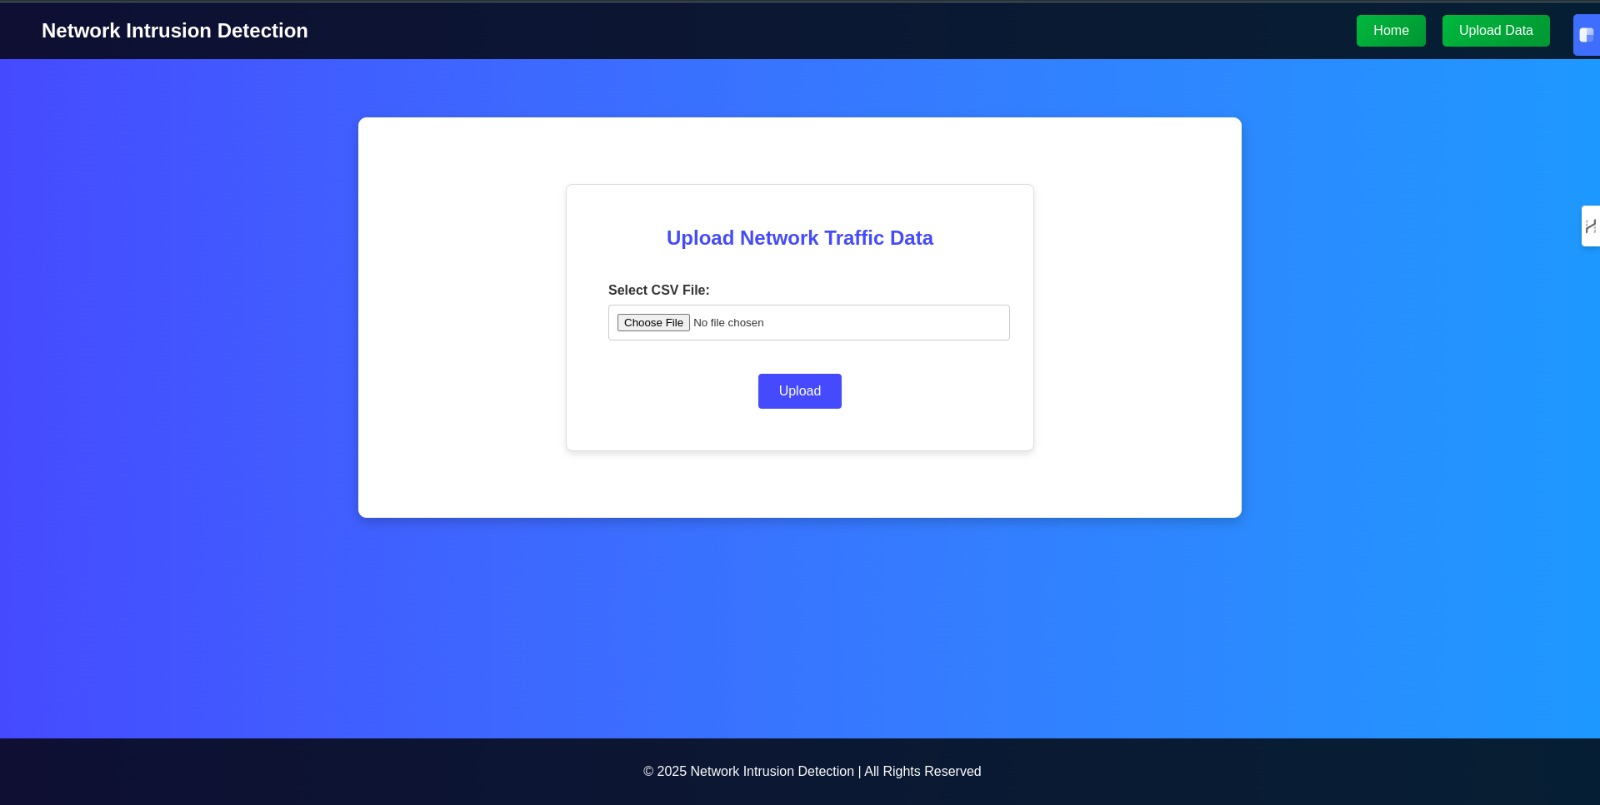 Network Intrusion Detection
Home
Upload Data
Upload Network Traffic Data
Select CSV File:
Choose File No file chosen
Upload
© 2025 Network Intrusion Detection | All Rights Reserved